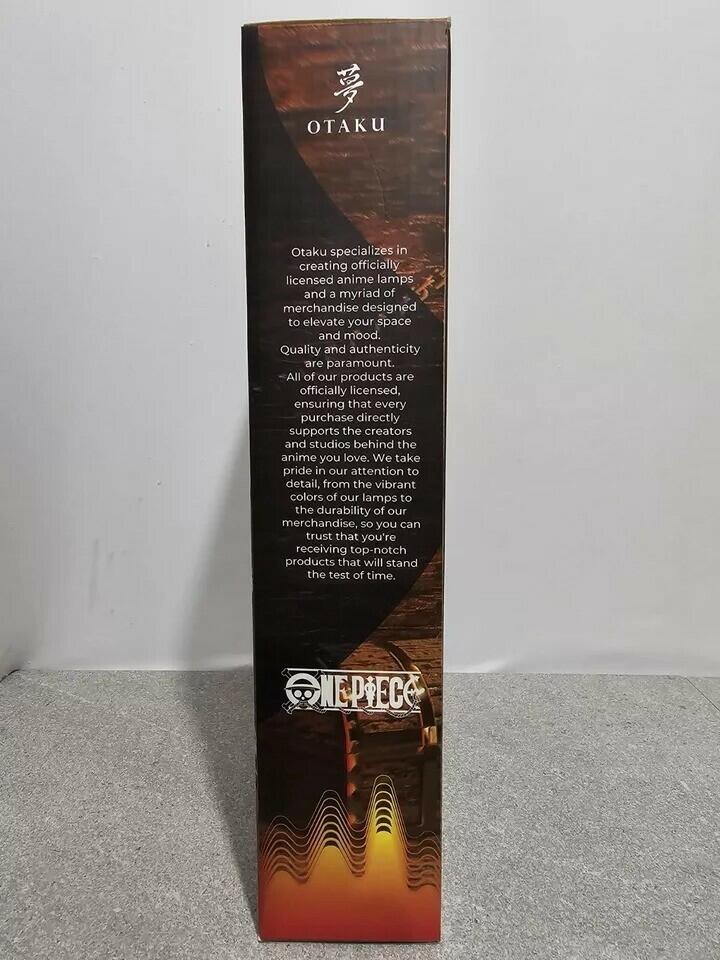 夢
OTAKU
Otaku specializes in
creating officially
licensed anime lamps
and a myriad of
merchandise designed
to elevate your space
and mood.
Quality and authenticity
are paramount.
All of our products are
officially licensed,
ensuring that every
purchase directly
supports the creators
and studios behind the
anime you love. We take
pride in our attention to
detail, from the vibrant
colors of our lamps to
the durability of our
merchandise, so you can
trust that you're
receiving top-notch
products that will stand
the test of time.
ONE PIECE